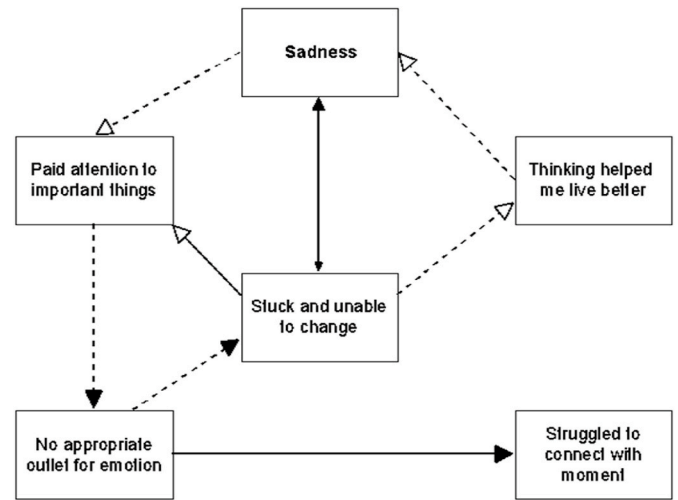 Sadness
Paid attention to
important things
Thinking helped
me live better
Stuck and unable
to change
No appropriate
outlet for emotion
Struggled to
connect with
moment